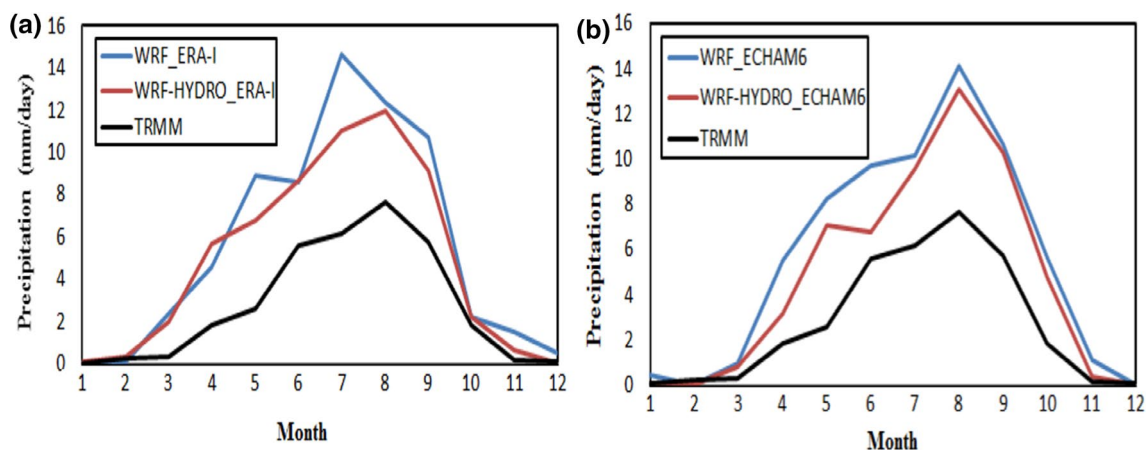 (a)
Precipitation (mm/day)
16
14
12
10
8
6
4
2
0
WRF_ERA-I
WRF-HYDRO_ERA-I
TRMM
1 2 3 4 5 6 7 8 9 10 11 12
Month
(b)
Precipitation (mm/day)
16
14
12
10
8
6
4
2
0
WRF_ECHAM6
WRF-HYDRO_ECHAM6
TRMM
1 2 3 4 5 6 7 8 9 10 11 12
Month